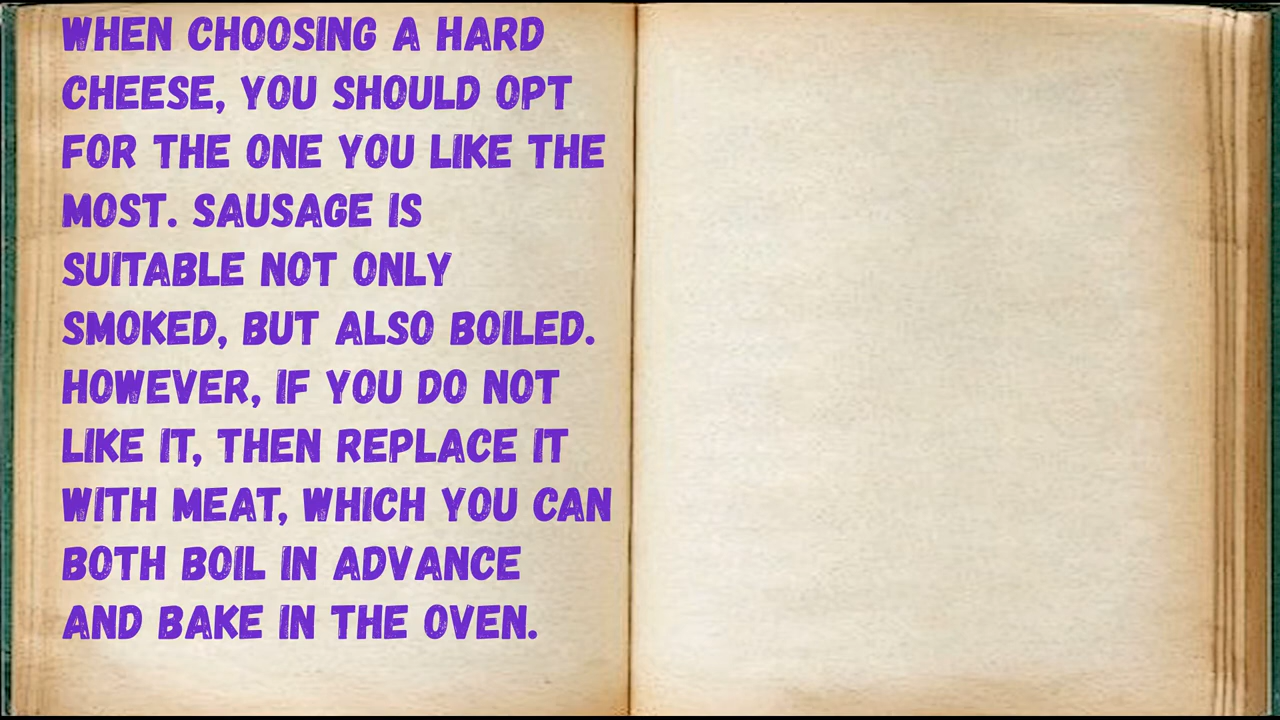 WHEN CHOOSING A HARD
CHEESE, YOU SHOULD OPT
FOR THE ONE YOU LIKE THE
MOST. SAUSAGE IS
SUITABLE NOT ONLY
SMOKED, BUT ALSO BOILED.
HOWEVER, IF YOU DO NOT
LIKE IT, THEN REPLACE IT
WITH MEAT, WHICH YOU CAN
BOTH BOIL IN ADVANCE
AND BAKE IN THE OVEN.